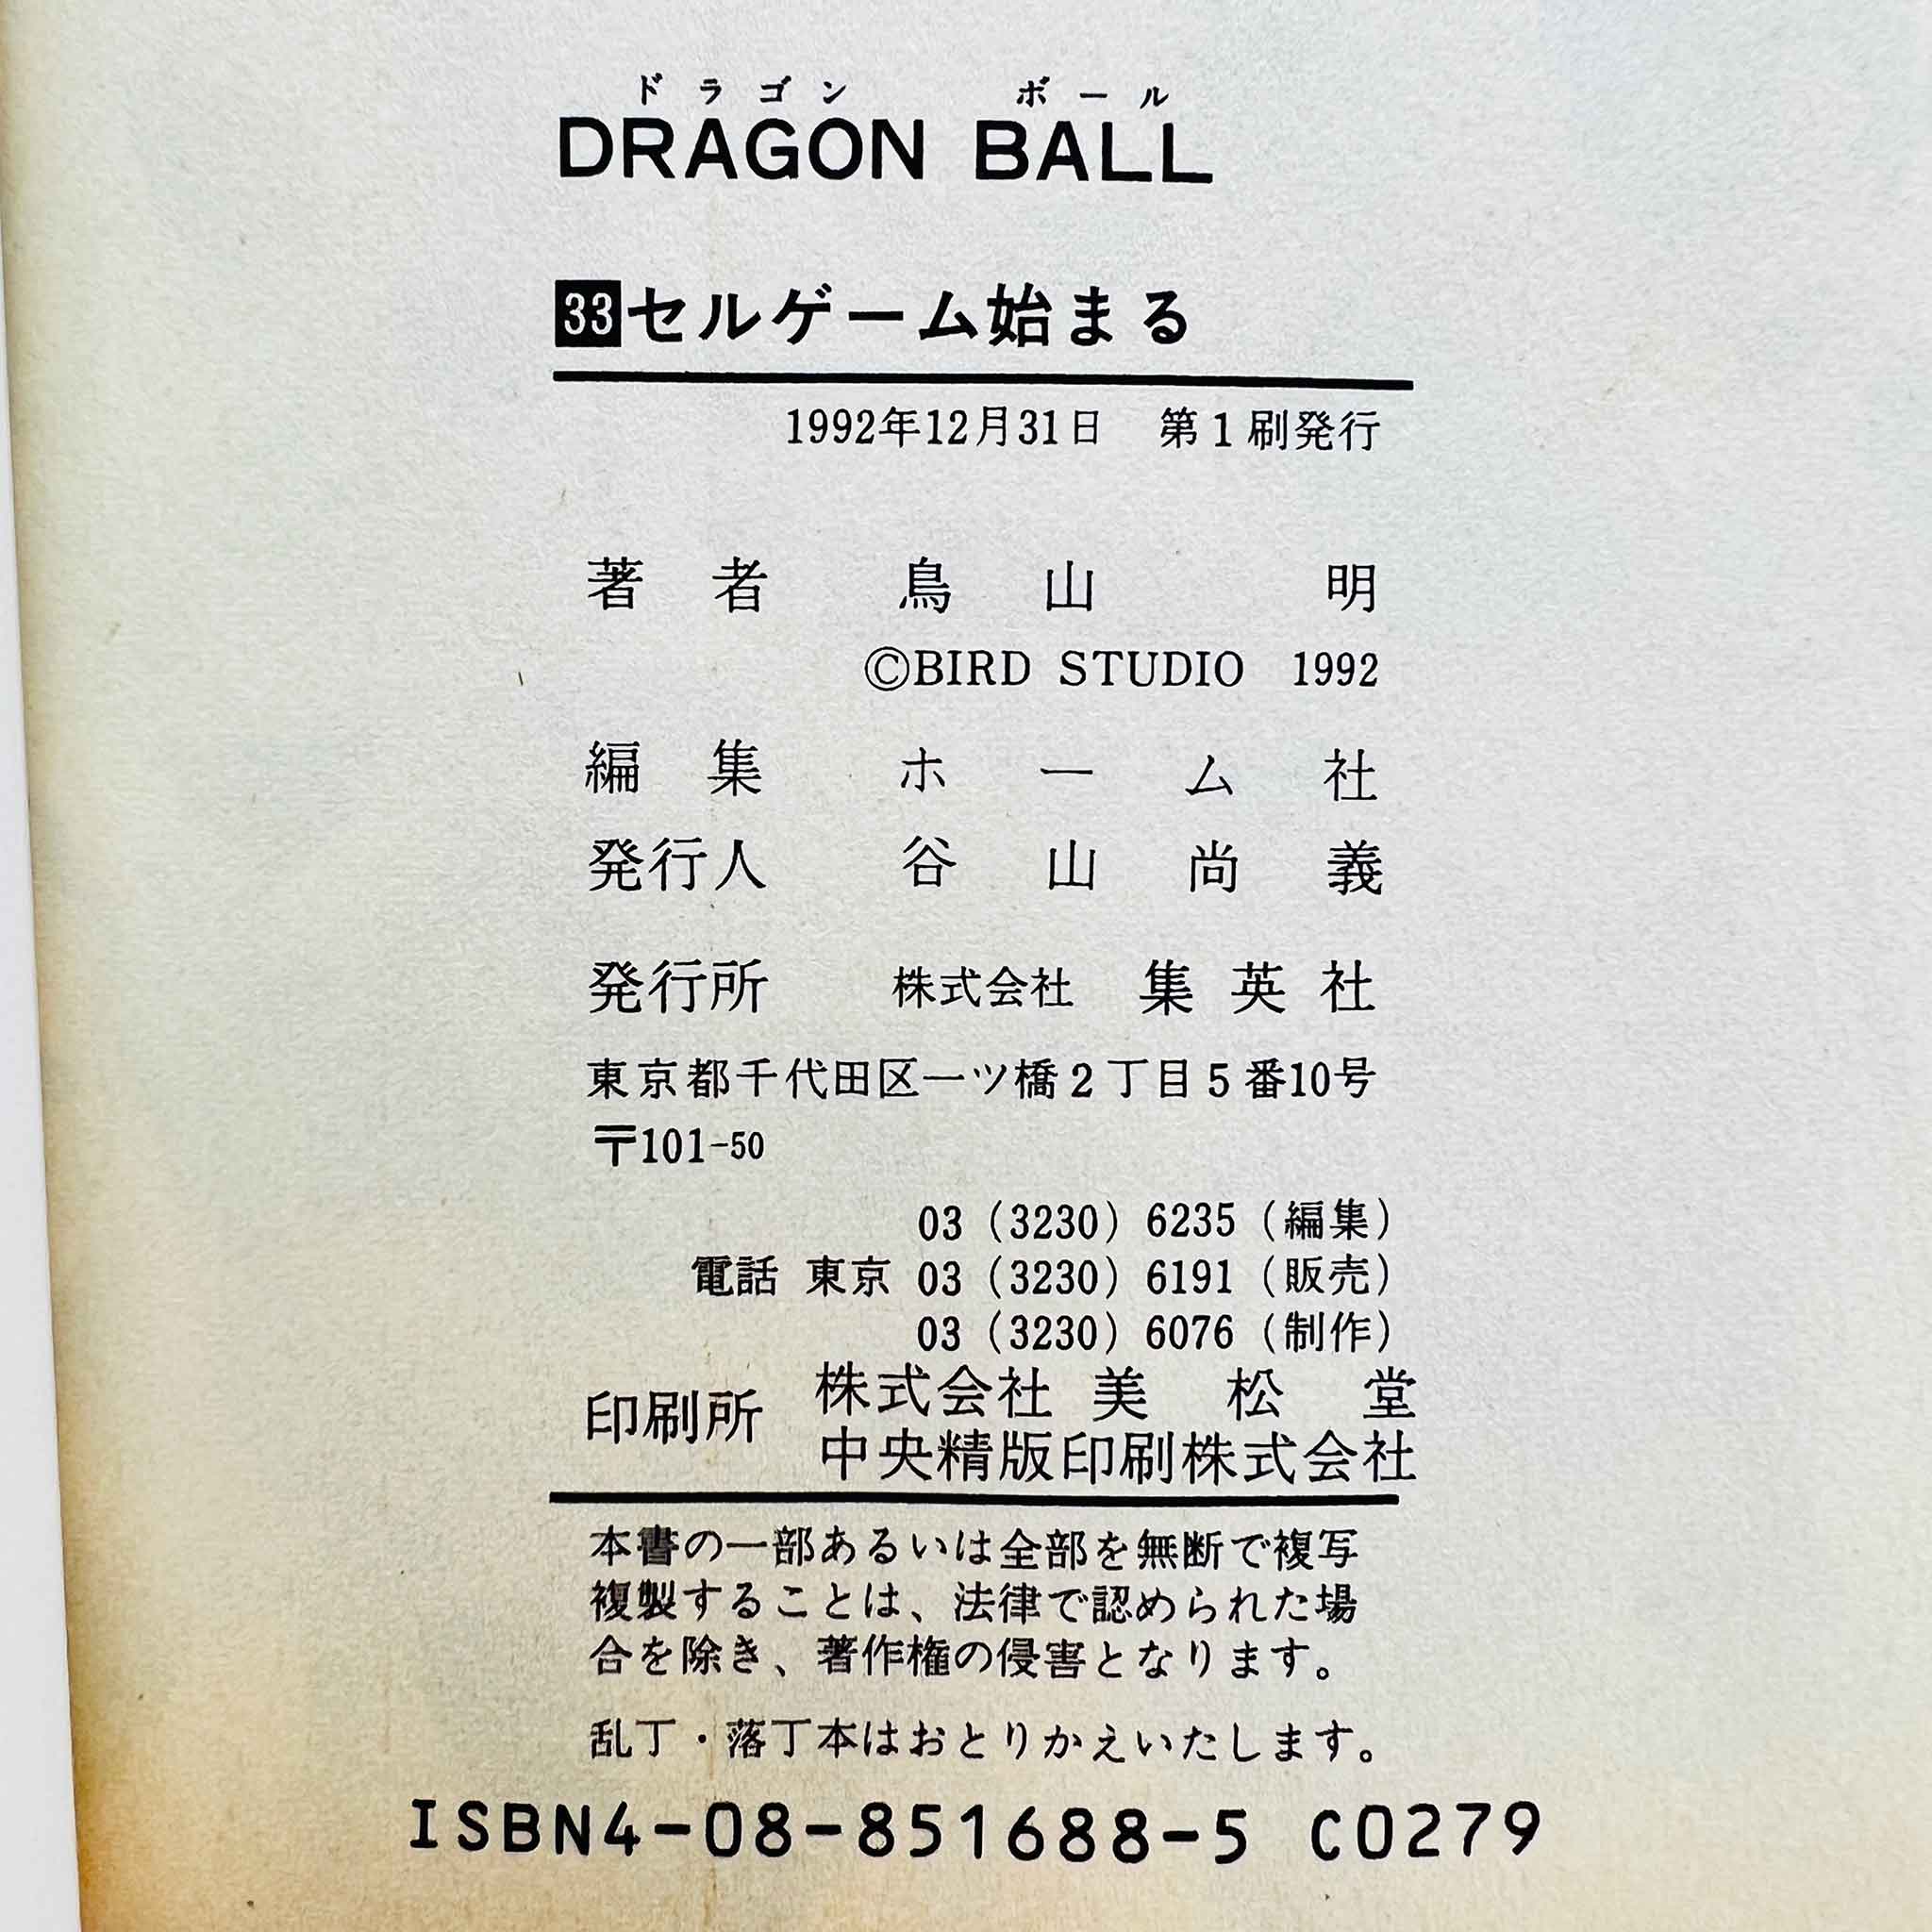 ドラゴン ボール
DRAGON BALL
33セルゲーム始まる
1992年12月31日 第1刷発行
著者 鳥山 明
©BIRD STUDIO 1992
編集 ホーム社
発行人 谷山尚義
発行所 株式会社 集英社
東京都千代田区一ツ橋2丁目5番10号
〒101-50
03 (3230) 6235 (編集)
電話 東京 03 (3230) 6191 (販売)
03 (3230) 6076 (制作)
印刷所 株式会社 美松堂
中央精版印刷株式会社
本書の一部あるいは全部を無断で複写
複製することは、法律で認められた場
合を除き、著作権の侵害となります。
乱丁・落丁本はおとりかえいたします。
ISBN4-08-851688-5 C0279